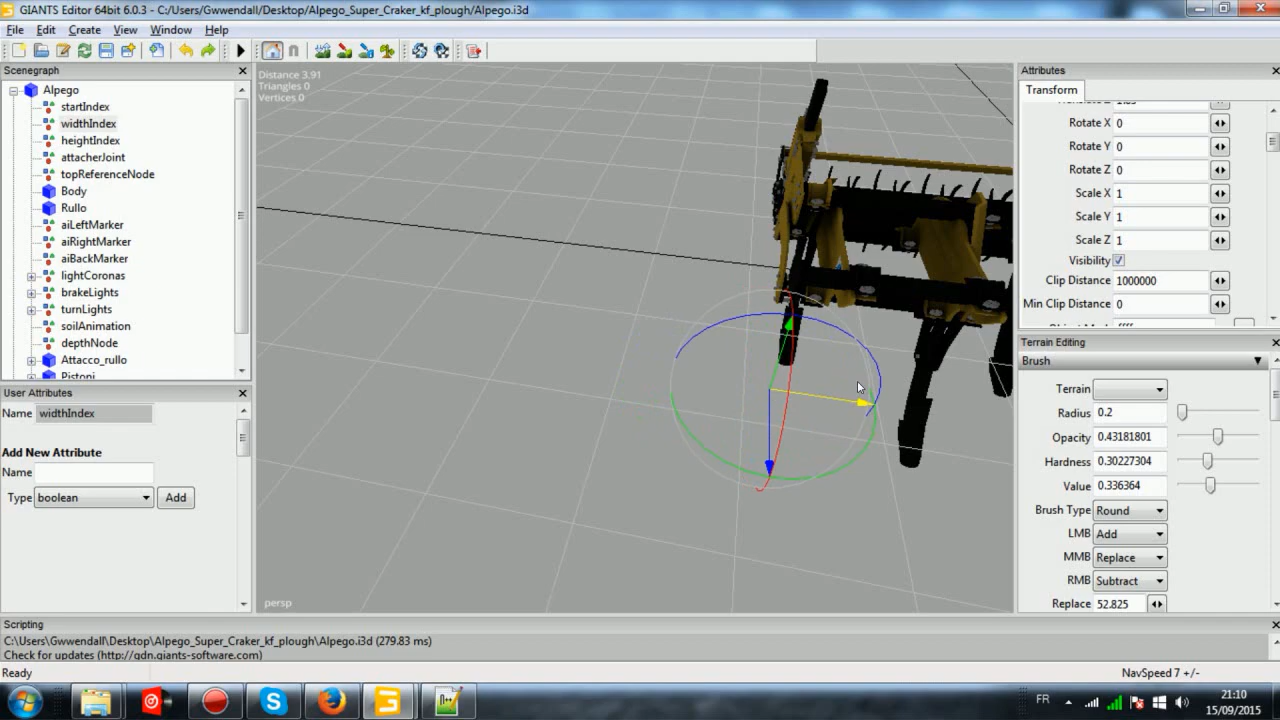 GIANTS Editor 64bit 6.0.3 - C:/Users/Gwwendall/Desktop/Alpego_Super_Craker_kf_plough/Alpego.i3d
File Edit Create View Window Help
Scenegraph
Alpego
startIndex
widthIndex
heightIndex
attacherJoint
topReferenceNode
Body
Rullo
aiLeftMarker
aiRightMarker
aiBackMarker
lightCoronas
brakeLights
turnLights
soilAnimation
depthNode
Attacco_rullo
Pistoni
User Attributes
Name widthIndex
Add New Attribute
Name
Type boolean Add
Distance 3.91
Triangles 0
Vertices 0
persp
Attributes
Transform
Rotate X 0
Rotate Y 0
Rotate Z 0
Scale X 1
Scale Y 1
Scale Z 1
Visibility
Clip Distance 1000000
Min Clip Distance 0
Terrain Editing
Brush
Terrain
Radius 0.2
Opacity 0.43181801
Hardness 0.30227304
Value 0.336364
Brush Type Round
LMB Add
MMB Replace
RMB Subtract
Replace 52.825
Scripting
C:\Users\Gwwendall\Desktop\Alpego_Super_Craker_kf_plough\Alpego.i3d (279.83 ms)
Check for updates (http://gdn.giants-software.com)
Ready
NavSpeed 7 +/-
FR
21:10
15/09/2015